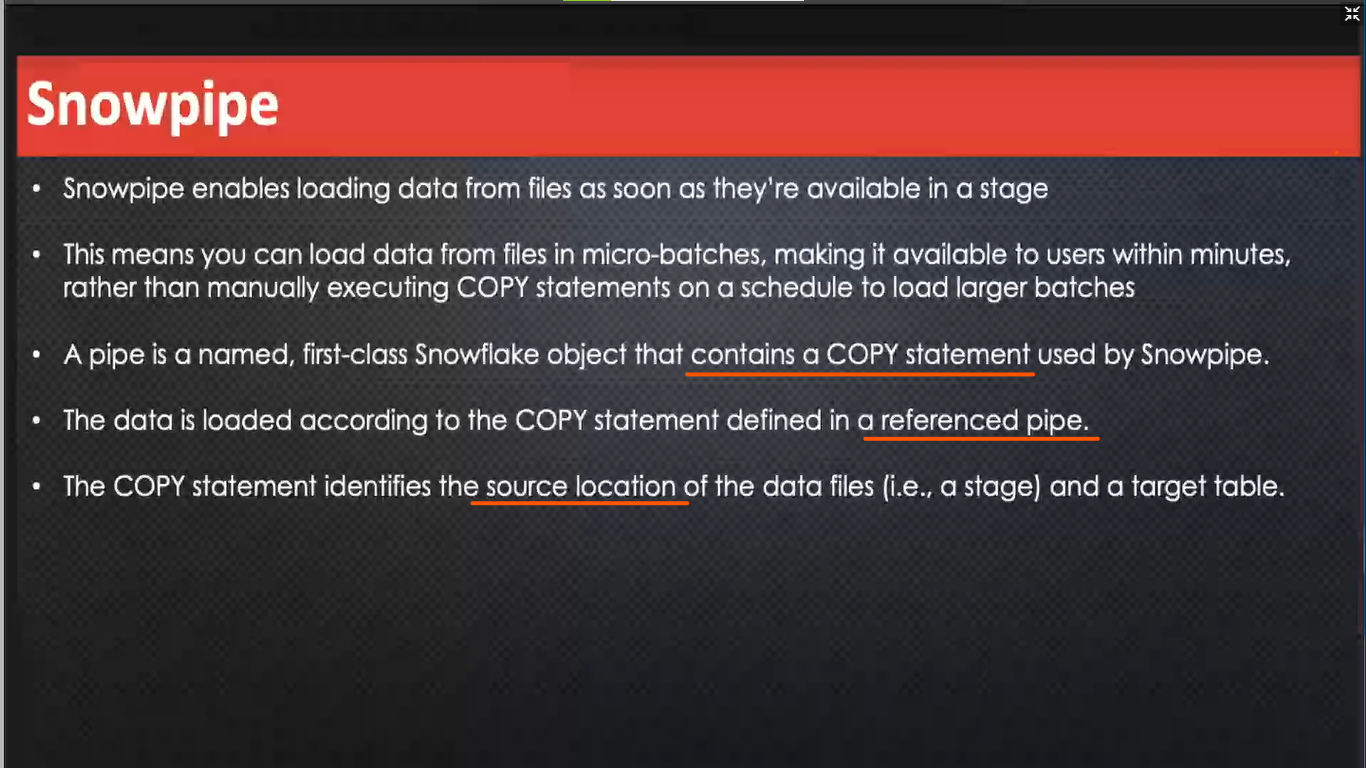 Snowpipe
• Snowpipe enables loading data from files as soon as they're available in a stage
• This means you can load data from files in micro-batches, making it available to users within minutes,
rather than manually executing COPY statements on a schedule to load larger batches
• A pipe is a named, first-class Snowflake object that contains a COPY statement used by Snowpipe.
• The data is loaded according to the COPY statement defined in a referenced pipe.
• The COPY statement identifies the source location of the data files (i.e., a stage) and a target table.